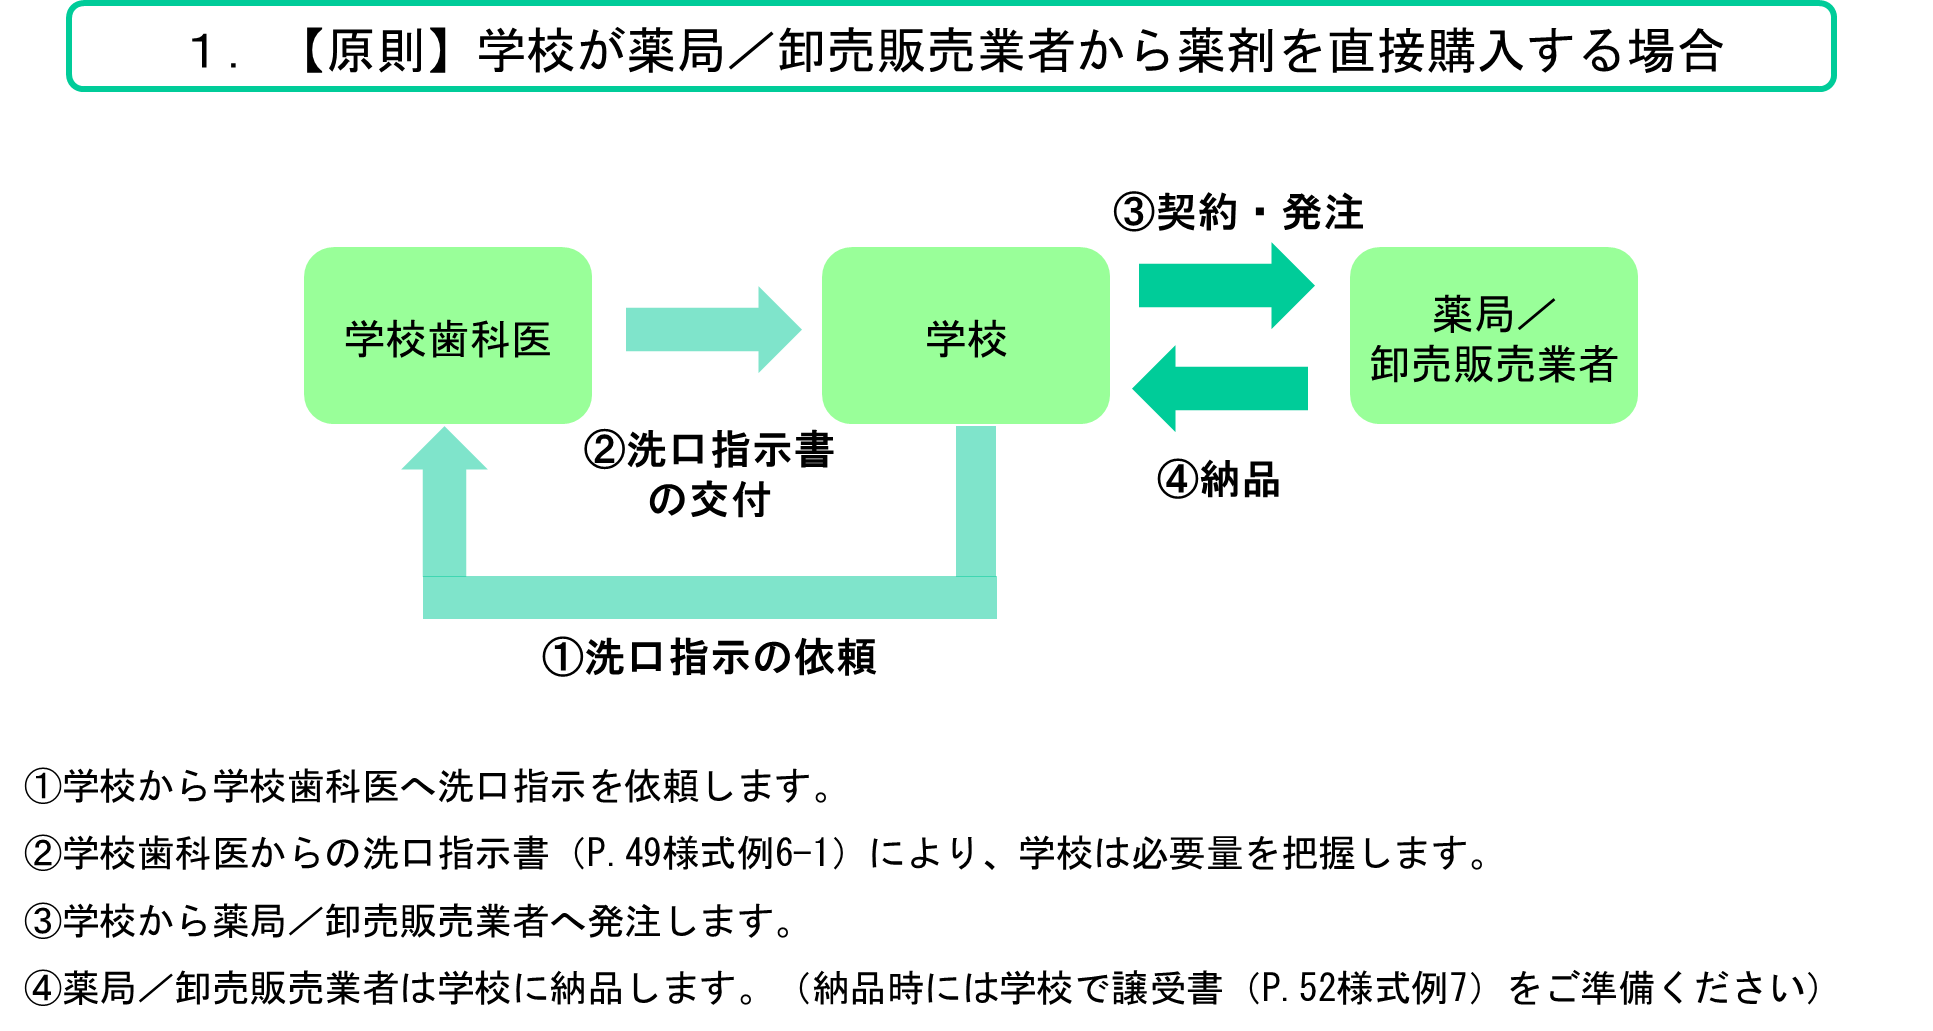 １．【原則】学校が薬局／卸売販売業者から薬剤を直接購入する場合
③契約・発注
学校歯科医
学校
薬局／
卸売販売業者
②洗口指示書
の交付
④納品
①洗口指示の依頼
①学校から学校歯科医へ洗口指示を依頼します。
②学校歯科医からの洗口指示書（P.49様式例6-1）により、学校は必要量を把握します。
③学校から薬局／卸売販売業者へ発注します。
④薬局／卸売販売業者は学校に納品します。（納品時には学校で譲受書（P.52様式例7）をご準備ください）